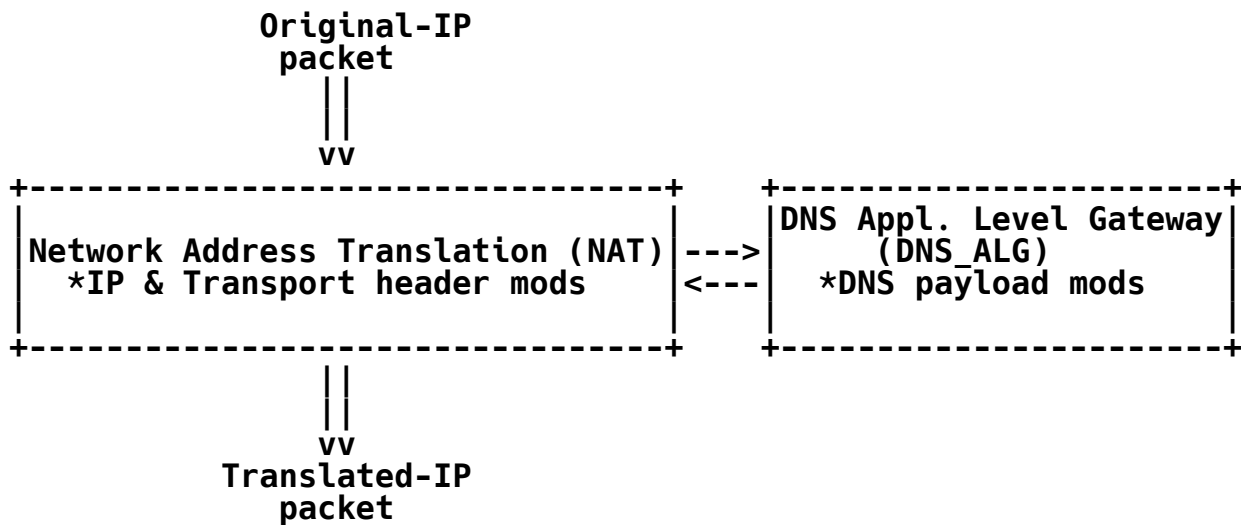 Original-IP
packet
||
||
vv
+---------------------------------+    +------------------------+
|                                 |    |DNS Appl. Level Gateway|
|Network Address Translation (NAT)|--->|     (DNS_ALG)         |
|  *IP & Transport header mods    |<---|  *DNS payload mods    |
|                                 |    |                       |
+---------------------------------+    +------------------------+
||
||
vv
Translated-IP
packet